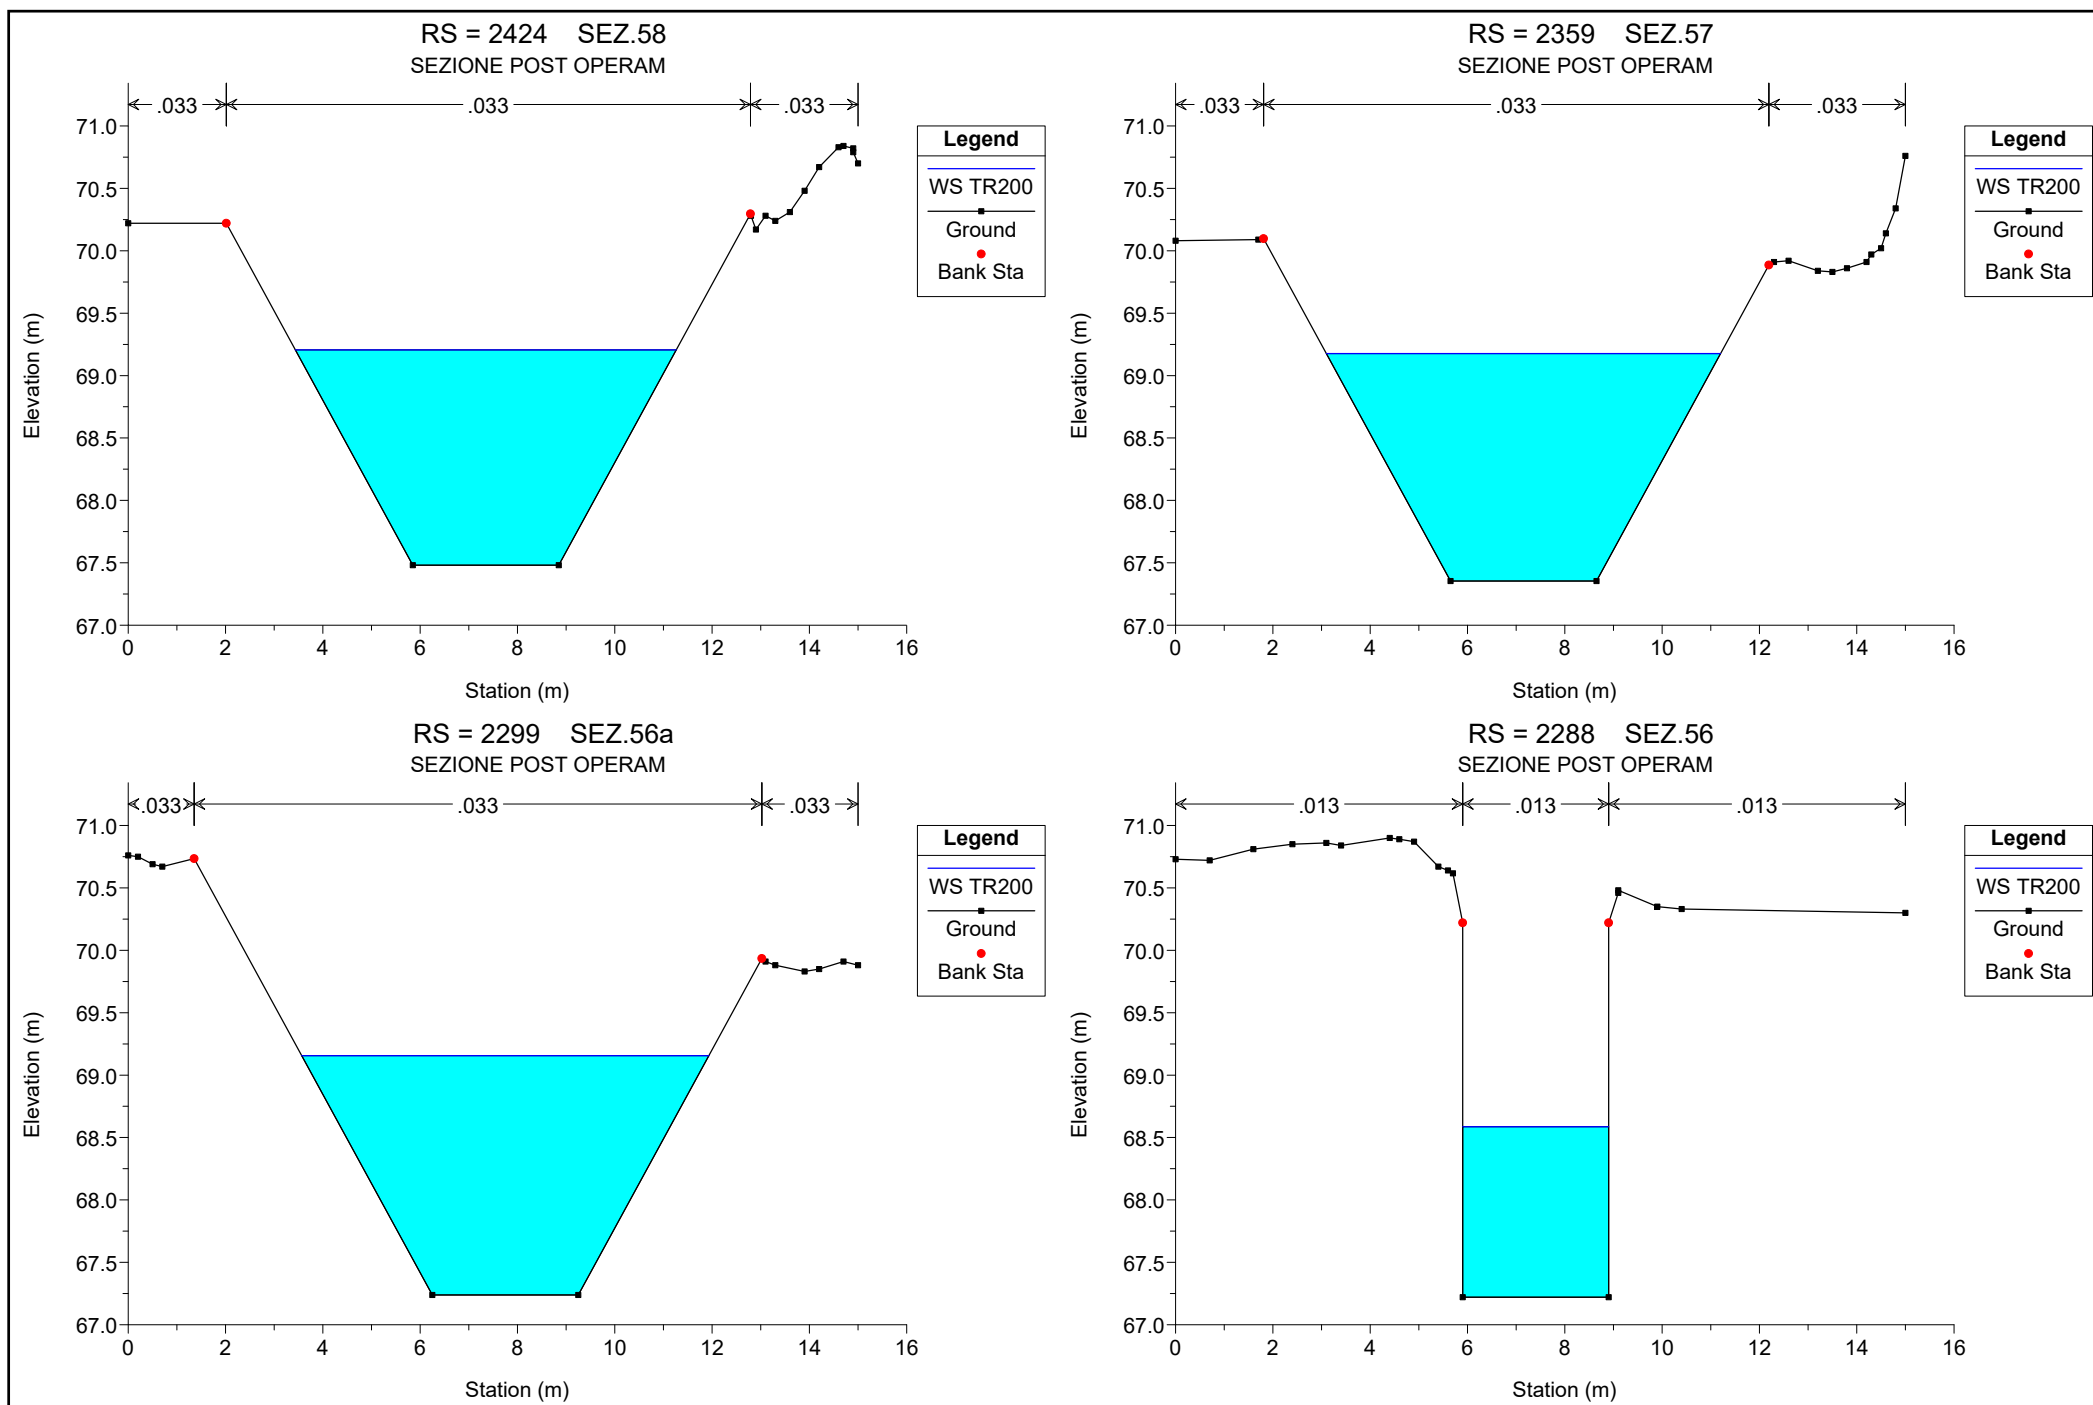 RS = 2424 SEZ.58
SEZIONE POST OPERAM
.033 .033 .033
71.0
70.5
70.0
69.5
69.0
68.5
68.0
67.5
67.0
Elevation (m)
0 2 4 6 8 10 12 14 16
Station (m)
Legend
WS TR200
Ground
Bank Sta
RS = 2359 SEZ.57
SEZIONE POST OPERAM
.033 .033 .033
71.0
70.5
70.0
69.5
69.0
68.5
68.0
67.5
67.0
Elevation (m)
0 2 4 6 8 10 12 14 16
Station (m)
Legend
WS TR200
Ground
Bank Sta
RS = 2299 SEZ.56a
SEZIONE POST OPERAM
.033 .033 .033
71.0
70.5
70.0
69.5
69.0
68.5
68.0
67.5
67.0
Elevation (m)
0 2 4 6 8 10 12 14 16
Station (m)
Legend
WS TR200
Ground
Bank Sta
RS = 2288 SEZ.56
SEZIONE POST OPERAM
.013 .013 .013
71.0
70.5
70.0
69.5
69.0
68.5
68.0
67.5
67.0
Elevation (m)
0 2 4 6 8 10 12 14 16
Station (m)
Legend
WS TR200
Ground
Bank Sta